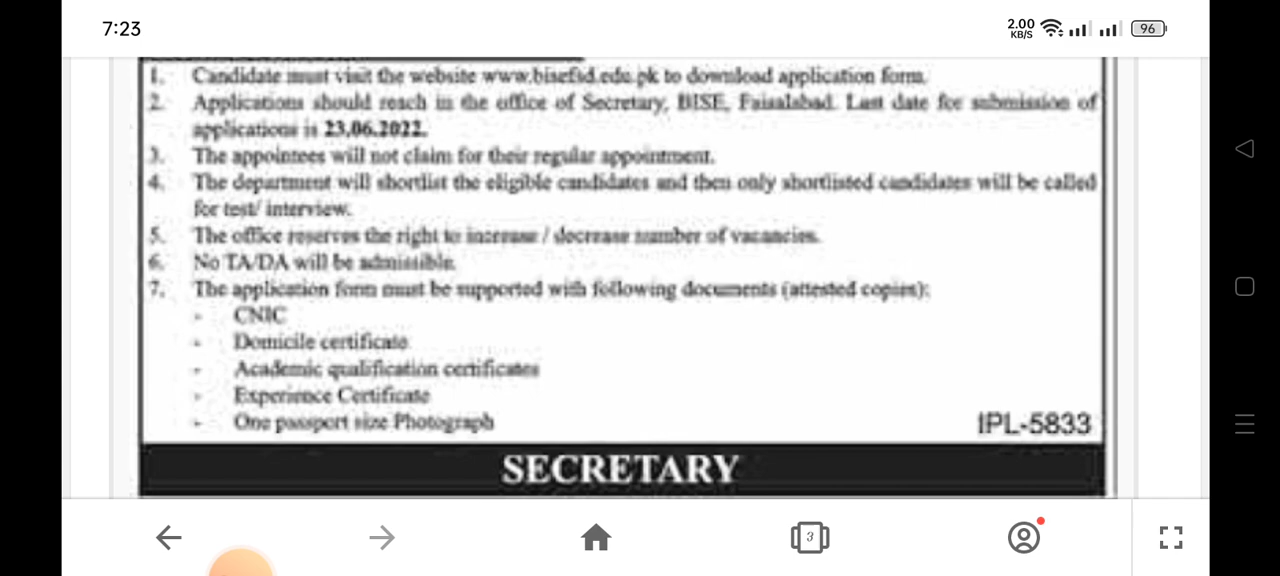 7:23
2.00
KB/S
96
1. Candidate must visit the website www.bisefsd.edu.pk to download application form.
2. Applications should reach in the office of Secretary, BISE, Faisalabad. Last date for submission of
applications is 23.06.2022.
3. The appointees will not claim for their regular appointment.
4. The department will shortlist the eligible candidates and then only shortlisted candidates will be called
for test/ interview.
5. The office reserves the right to increase / decrease number of vacancies.
6. No TA/DA will be admissible.
7. The application form must be supported with following documents (attested copies):
- CNIC
- Domicile certificate
- Academic qualification certificates
- Experience Certificate
- One passport size Photograph
IPL-5833
SECRETARY
3